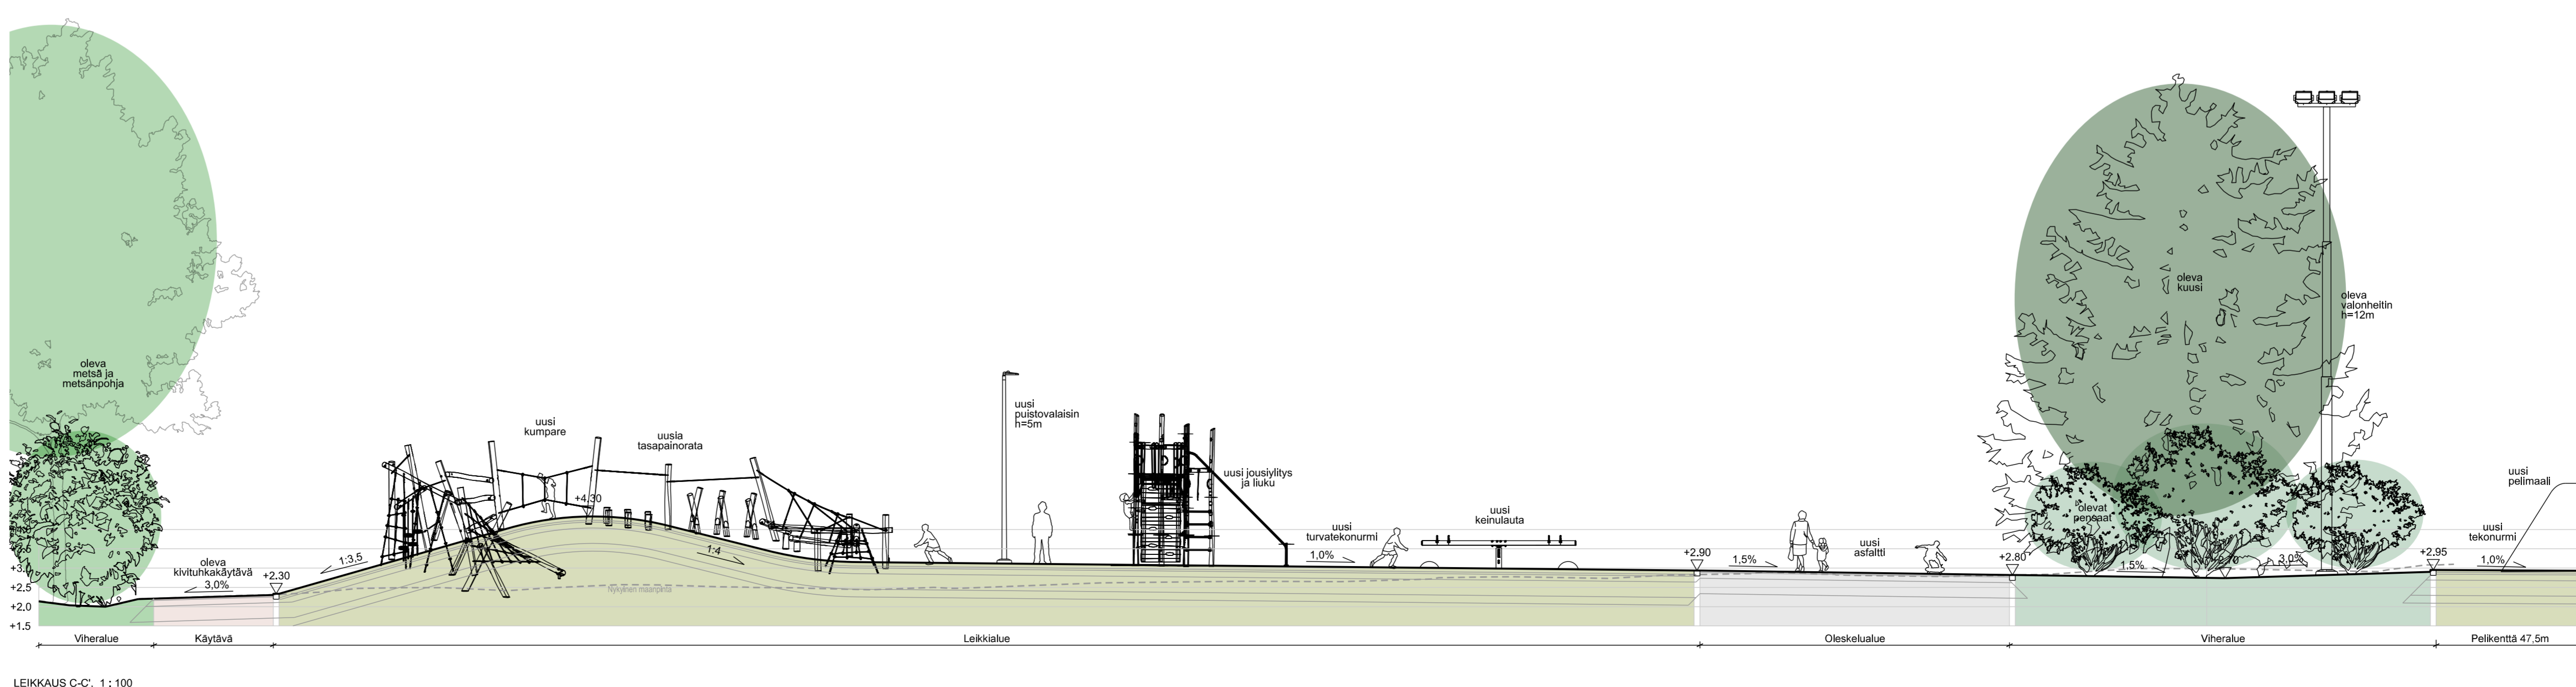 oleva
metsä ja
metsänpohja
oleva
kivituhkakäytävä
3,0%
+2.30
1:3,5
uusi
kumpare
+4,30
uusia
tasapainorata
1:4
Nykyinen maanpinta
uusi
puistovalaisin
h=5m
uusi jousiylitys
ja liuku
uusi
turvatekonurmi
1,0%
uusi
keinulauta
+2.90
1,5%
uusi
asfaltti
+2.80
oleva
kuusi
olevat
pensaat
1,5%
3,0%
oleva
valonheitin
h=12m
+2.95
uusi
pelimaali
uusi
tekonurmi
1,0%
+2.5
+2.0
+1.5
Viheralue
Käytävä
Leikkialue
Oleskelualue
Viheralue
Pelikenttä 47,5m
LEIKKAUS C-C'. 1 : 100